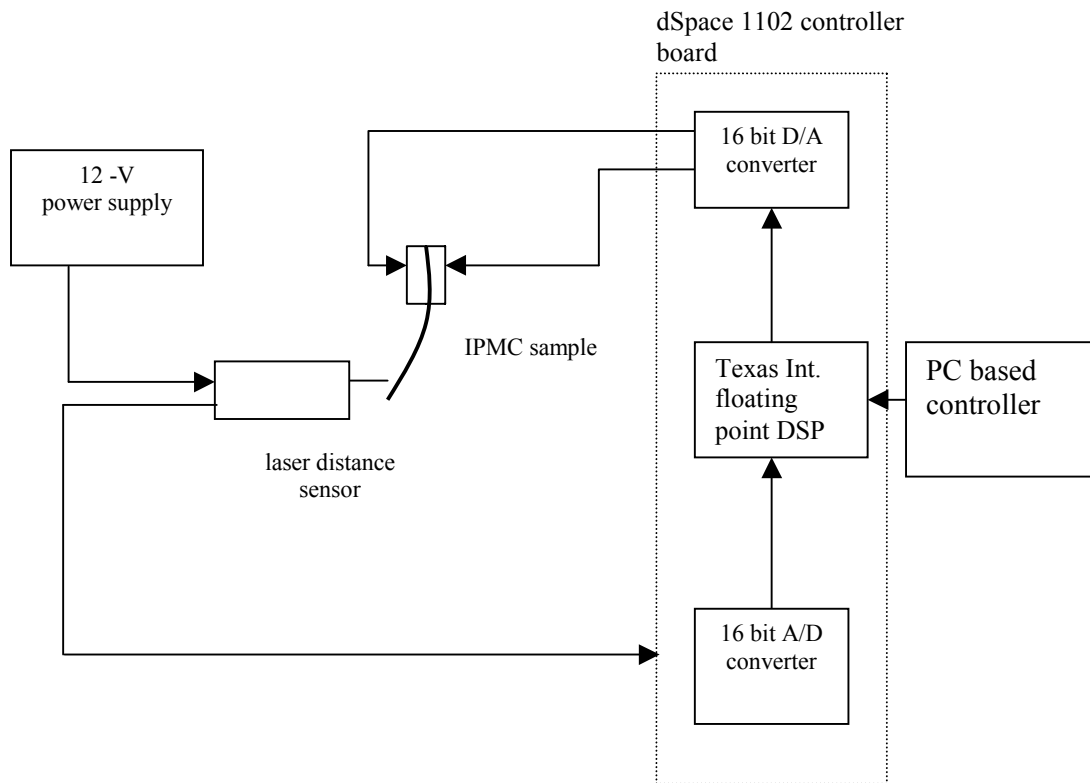 dSpace 1102 controller
board
16 bit D/A
converter
12 -V
power supply
IPMC sample
Texas Int.
floating
point DSP
PC based
controller
laser distance
sensor
16 bit A/D
converter